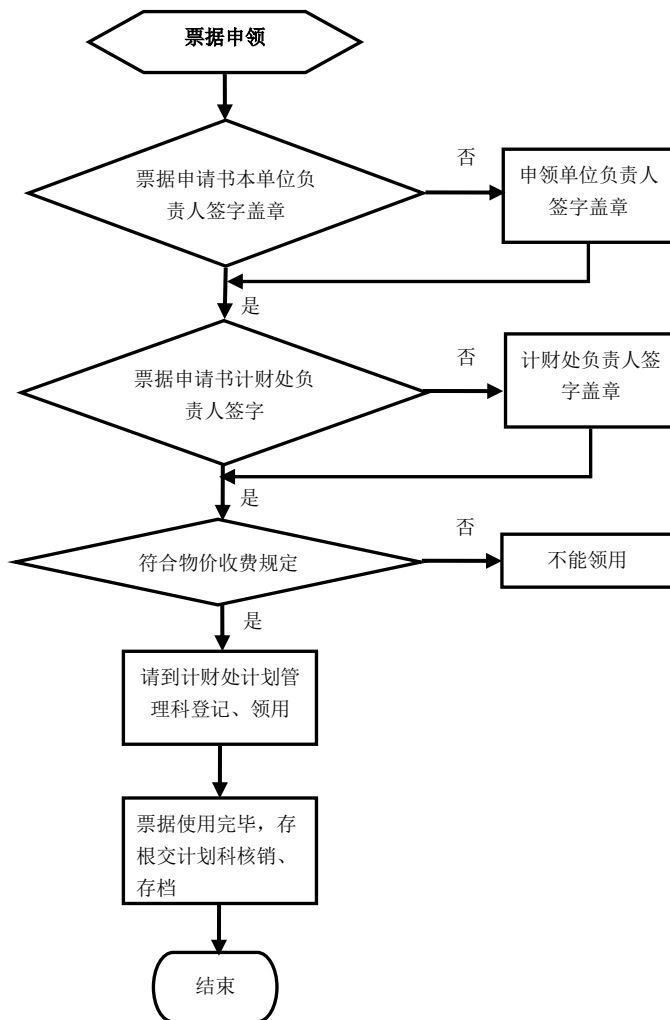 票据申领
票据申请书本单位负
责人签字盖章
否
申领单位负责人
签字盖章
是
票据申请书计财处负
责人签字
否
计财处负责人签
字盖章
是
符合物价收费规定
否
不能领用
是
请到计财处计划管
理科登记、领用
票据使用完毕，存
根交计划科核销、
存档
结束